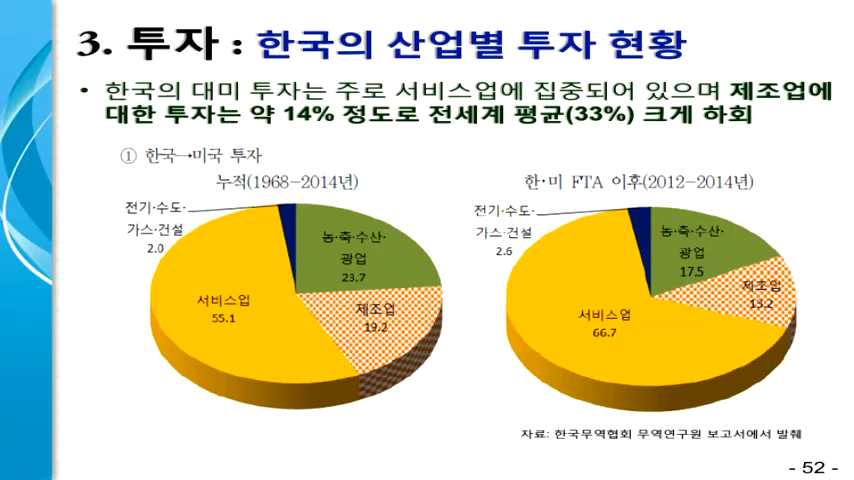 3. 투자 : 한국의 산업별 투자 현황
• 한국의 대미 투자는 주로 서비스업에 집중되어 있으며 제조업에
대한 투자는 약 14% 정도로 전세계 평균(33%) 크게 하회
① 한국→미국 투자
누적(1968-2014년)
전기·수도·
가스·건설
2.0
농·축·수산·
광업
23.7
서비스업
55.1
제조업
19.2
한·미 FTA 이후(2012-2014년)
전기·수도·
가스·건설
2.6
농·축·수산·
광업
17.5
제조업
13.2
서비스업
66.7
자료: 한국무역협회 무역연구원 보고서에서 발췌
- 52 -